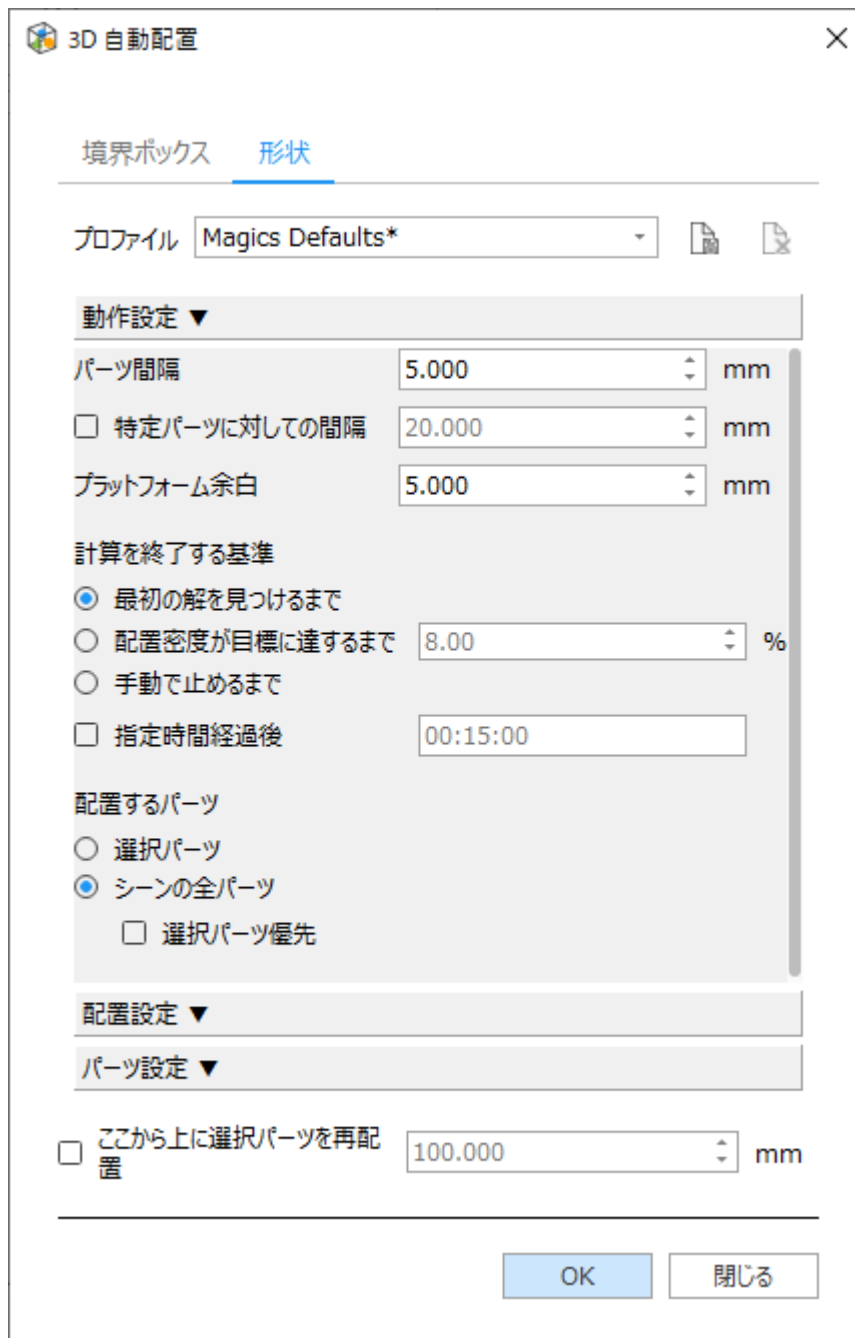 3D 自動配置
境界ボックス 形状
プロファイル Magics Defaults*
動作設定 ▼
パーツ間隔 5.000 mm
特定パーツに対しての間隔 20.000 mm
プラットフォーム余白 5.000 mm
計算を終了する基準
最初の解を見つけるまで
配置密度が目標に達するまで 8.00 %
手動で止めるまで
指定時間経過後 00:15:00
配置するパーツ
選択パーツ
シーンの全パーツ
選択パーツ優先
配置設定 ▼
パーツ設定 ▼
ここから上に選択パーツを再配
置 100.000 mm
OK 閉じる